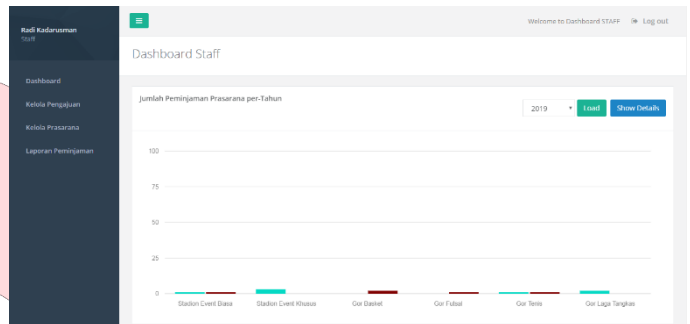 Radi Kadarusman
Staff
Welcome to Dashboard STAFF
Log out
Dashboard Staff
Dashboard
Kelola Pengajuan
Kelola Prasarana
Laporan Peminjaman
Jumlah Peminjaman Prasarana per-Tahun
2019
Load
Show Details
100
75
50
25
0
Stadion Event Biasa
Stadion Event Khusus
Gor Basket
Gor Futsal
Gor Tenis
Gor Laga Tangkas